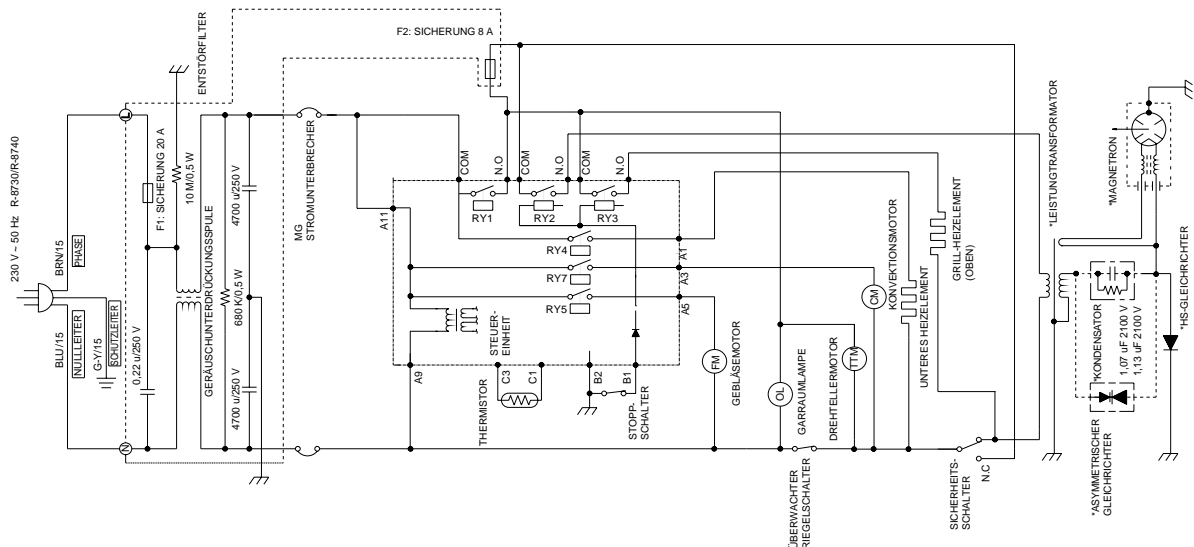 230 V ~ 50 Hz R-8730/R-8740
BRN/15
PHASE
BLU/15
NULLLEITER
G-Y/15
SCHUTZLEITER
L
N
ENTSTÖRFILTER
F1: SICHERUNG 20 A
10 M/0,5 W
0,22 u/250 V
GERÄUSCHUNTERDRÜCKUNGSSPULE
680 K/0,5 W
4700 u/250 V
4700 u/250 V
MG
STROMUNTERBRECHER
F2: SICHERUNG 8 A
COM
N.O
COM
N.O
COM
N.O
RY1
RY2
RY3
RY4
RY7
RY5
A11
A1
A3
A5
A9
STEUER-
EINHEIT
C3
C1
B2
B1
THERMISTOR
STOPP-
SCHALTER
FM
GEBLÄSEMOTOR
OL
GARRAUMLAMPE
TTM
DREHTELLERMOTOR
CM
KONVEKTIONSMOTOR
UNTERES HEIZELEMENT
GRILL-HEIZELEMENT
(OBEN)
ÜBERWACHTER
RIEGELSCHALTER
SICHERHEITS-
SCHALTER
N.C
*LEISTUNGTRANSFORMATOR
*MAGNETRON
*KONDENSATOR
1,07 uF 2100 V
1,13 uF 2100 V
*ASYMMETRISCHER
GLEICHRICHTER
*HS-GLEICHRICHTER